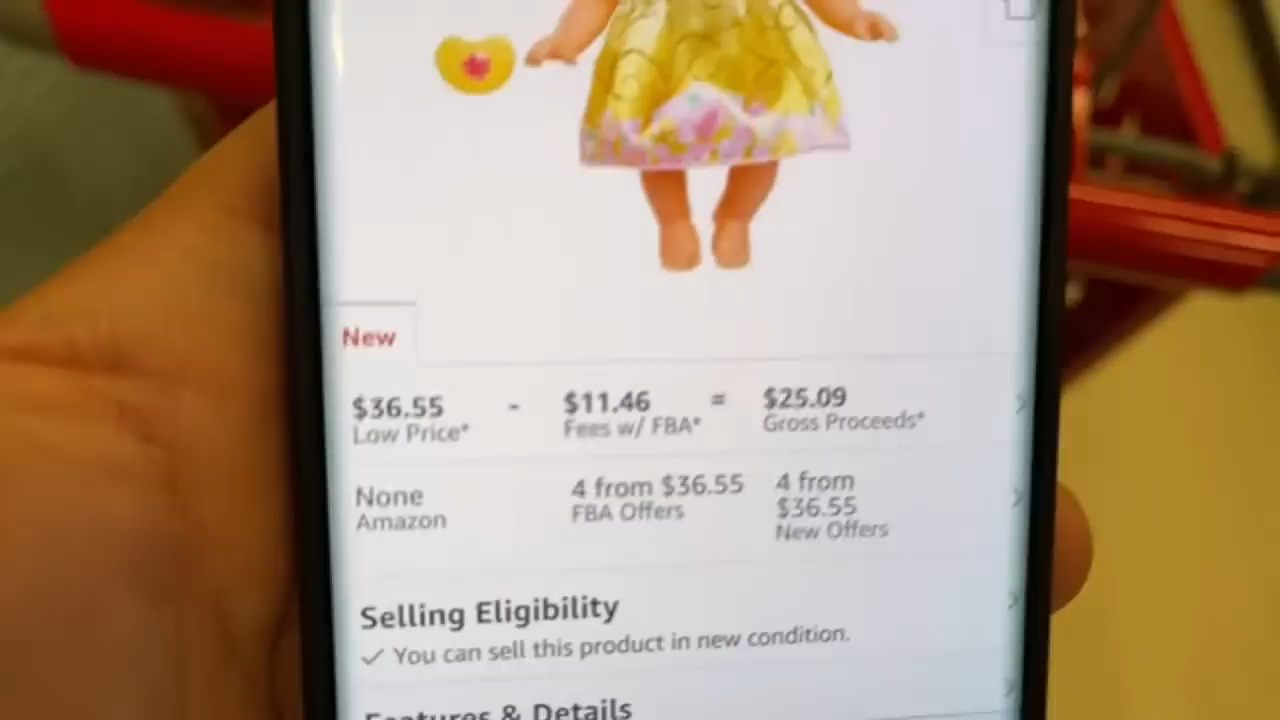 New
$36.55 - $11.46 = $25.09
Low Price* Fees w/ FBA* Gross Proceeds*
None 4 from $36.55 4 from $36.55
Amazon FBA Offers New Offers
Selling Eligibility
✓ You can sell this product in new condition.
Features & Details